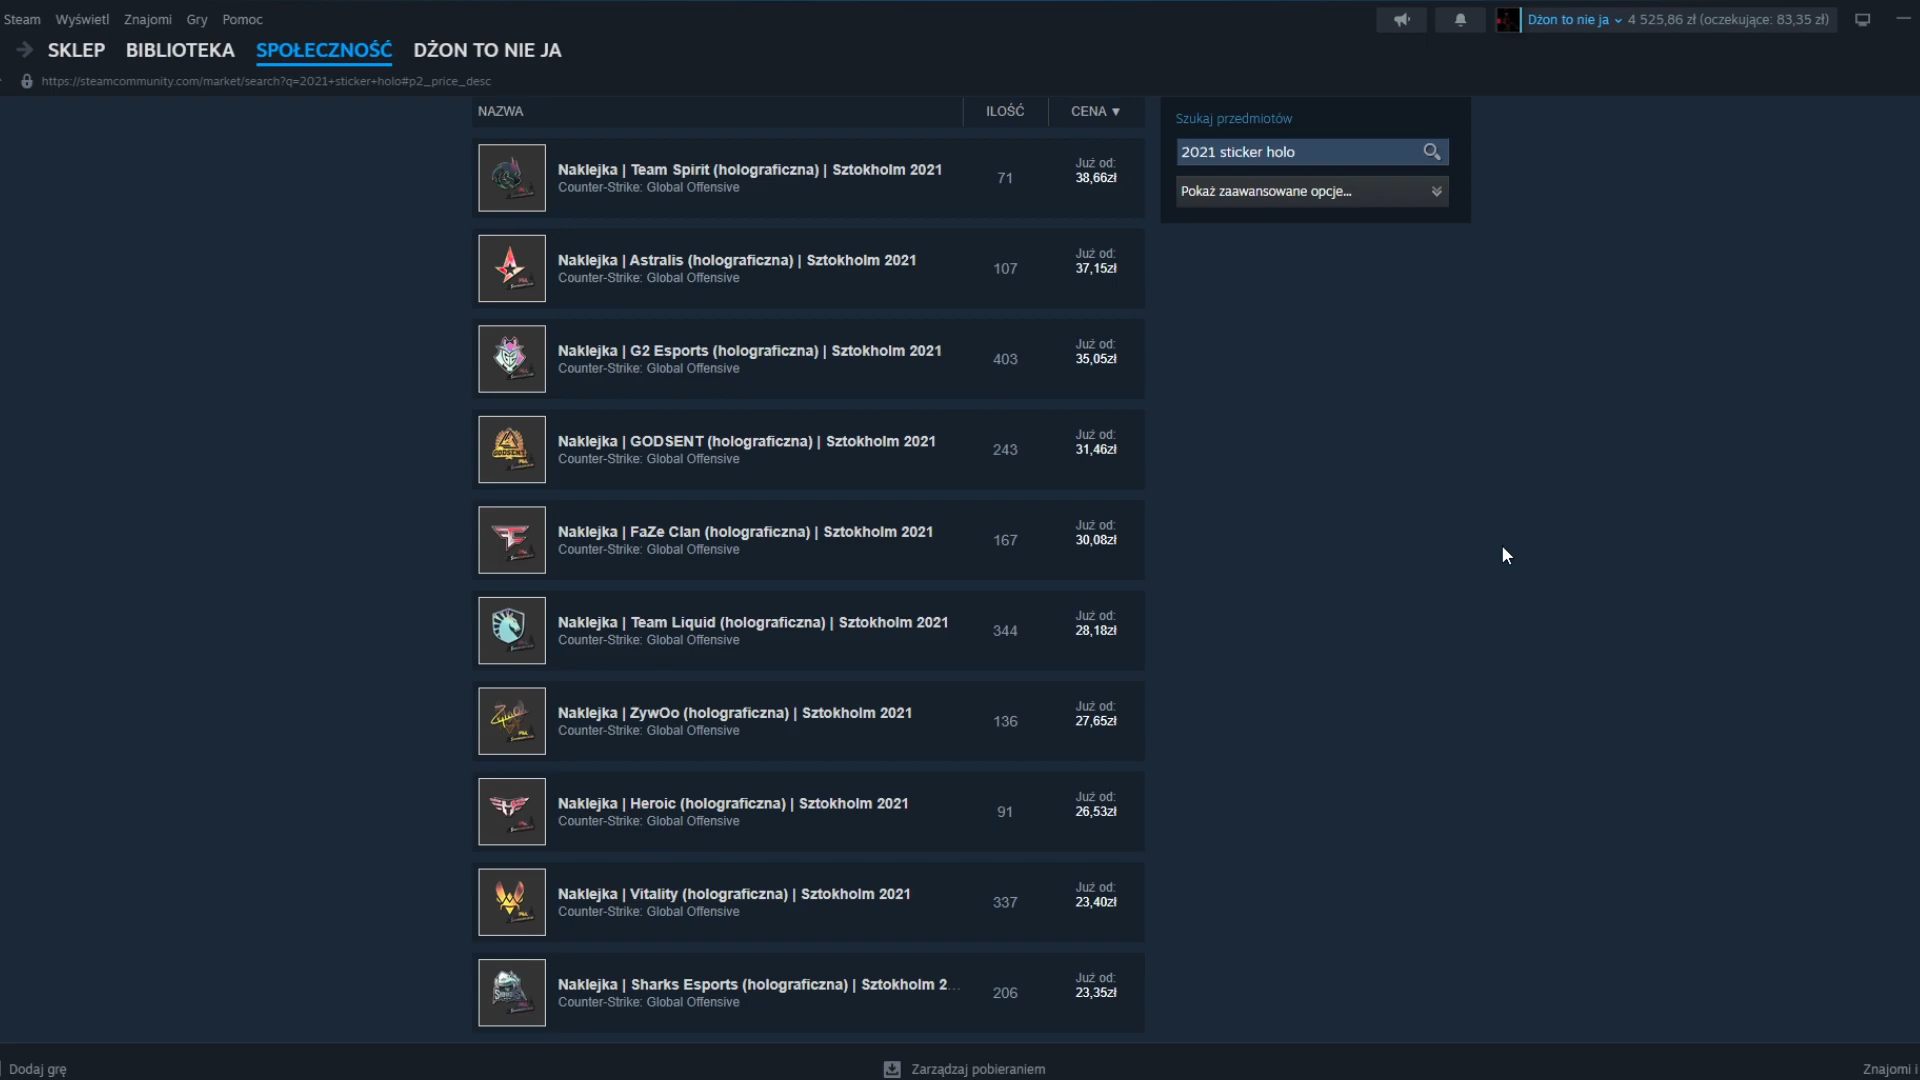 Steam Wyświetl Znajomi Gry Pomoc
Dżon to nie ja 4 525,86 zł (oczekujące: 83,35 zł)
SKLEP BIBLIOTEKA SPOŁECZNOŚĆ DŻON TO NIE JA
https://steamcommunity.com/market/search?q=2021+sticker+holo#p2_price_desc
NAZWA ILOŚĆ CENA ▼
Szukaj przedmiotów
2021 sticker holo
Pokaż zaawansowane opcje...
Naklejka | Team Spirit (holograficzna) | Sztokholm 2021
Counter-Strike: Global Offensive
71
Już od:
38,66zł
Naklejka | Astralis (holograficzna) | Sztokholm 2021
Counter-Strike: Global Offensive
107
Już od:
37,15zł
Naklejka | G2 Esports (holograficzna) | Sztokholm 2021
Counter-Strike: Global Offensive
403
Już od:
35,05zł
Naklejka | GODSENT (holograficzna) | Sztokholm 2021
Counter-Strike: Global Offensive
243
Już od:
31,46zł
Naklejka | FaZe Clan (holograficzna) | Sztokholm 2021
Counter-Strike: Global Offensive
167
Już od:
30,08zł
Naklejka | Team Liquid (holograficzna) | Sztokholm 2021
Counter-Strike: Global Offensive
344
Już od:
28,18zł
Naklejka | ZywOo (holograficzna) | Sztokholm 2021
Counter-Strike: Global Offensive
136
Już od:
27,65zł
Naklejka | Heroic (holograficzna) | Sztokholm 2021
Counter-Strike: Global Offensive
91
Już od:
26,53zł
Naklejka | Vitality (holograficzna) | Sztokholm 2021
Counter-Strike: Global Offensive
337
Już od:
23,40zł
Naklejka | Sharks Esports (holograficzna) | Sztokholm 2...
Counter-Strike: Global Offensive
206
Już od:
23,35zł
Dodaj grę
Zarządzaj pobieraniem
Znajomi i